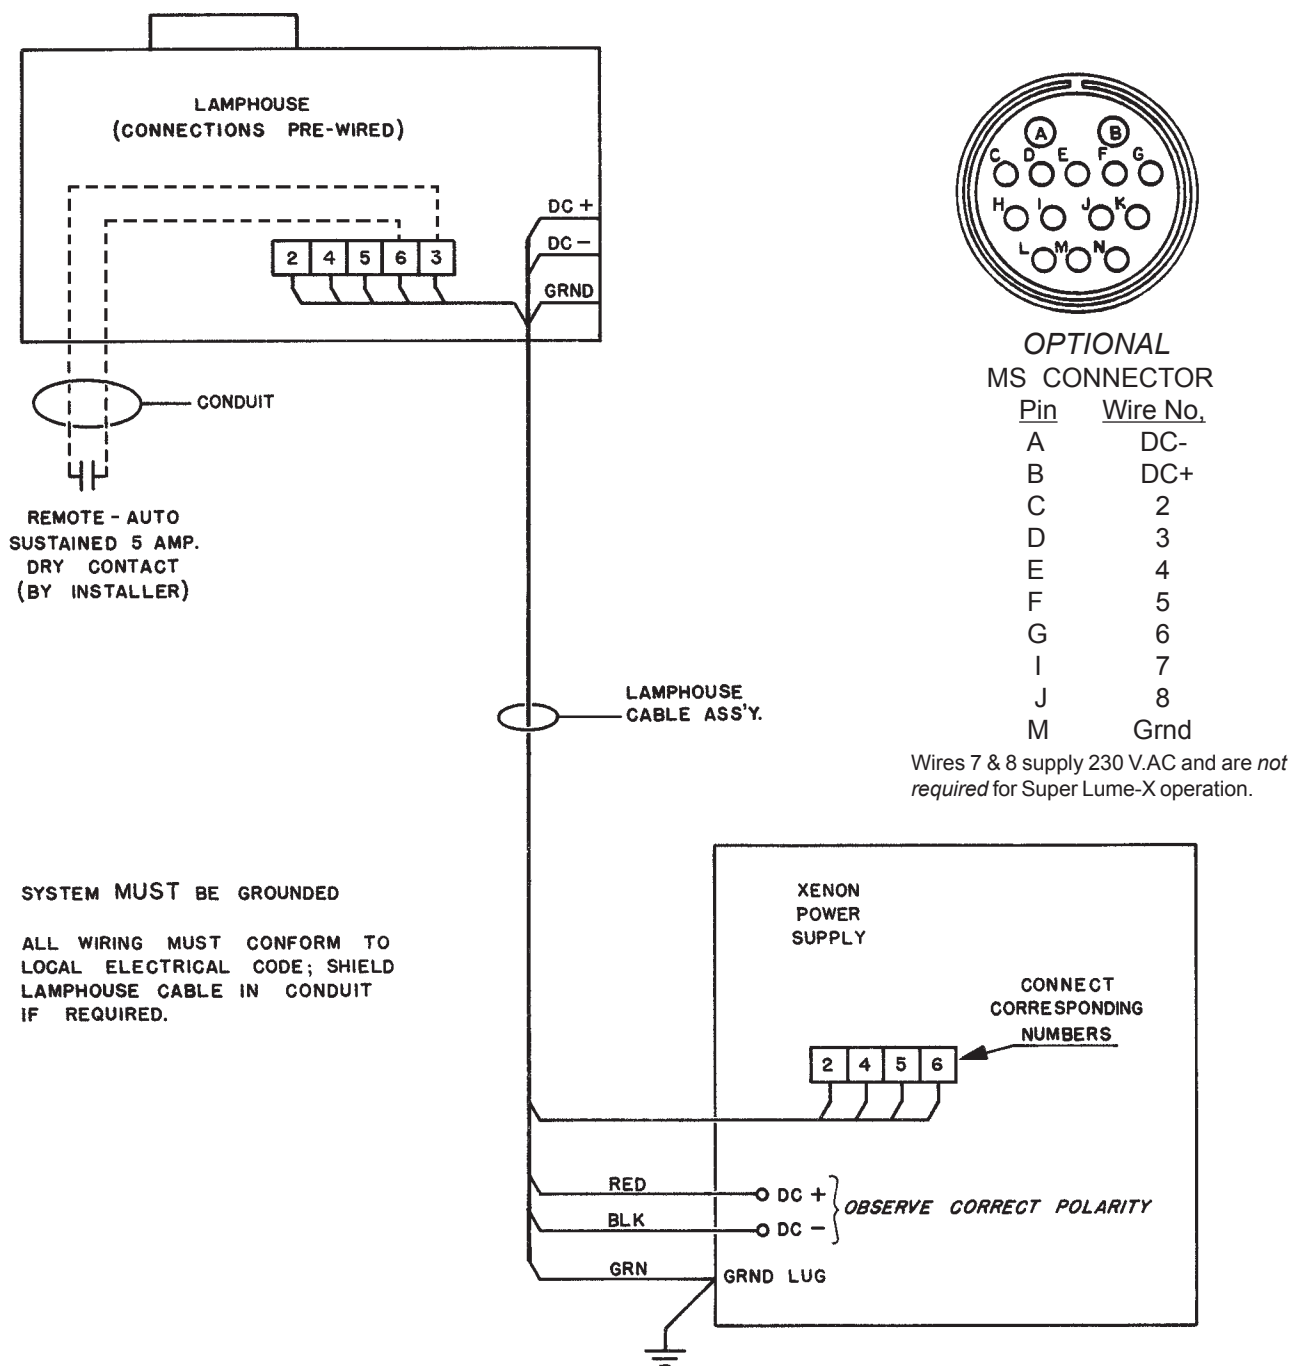 LAMPHOUSE
(CONNECTIONS PRE-WIRED)
DC +
DC -
GRND
2 4 5 6 3
CONDUIT
REMOTE - AUTO
SUSTAINED 5 AMP.
DRY CONTACT
(BY INSTALLER)
A B
C D E F G
H I J K
L M N
OPTIONAL
MS CONNECTOR
Pin Wire No,
A DC-
B DC+
C 2
D 3
E 4
F 5
G 6
I 7
J 8
M Grnd
Wires 7 & 8 supply 230 V.AC and are not
required for Super Lume-X operation.
LAMPHOUSE
CABLE ASS'Y.
SYSTEM MUST BE GROUNDED
ALL WIRING MUST CONFORM TO
LOCAL ELECTRICAL CODE; SHIELD
LAMPHOUSE CABLE IN CONDUIT
IF REQUIRED.
XENON
POWER
SUPPLY
CONNECT
CORRESPONDING
NUMBERS
2 4 5 6
RED
DC +
BLK
DC -
OBSERVE CORRECT POLARITY
GRN
GRND LUG